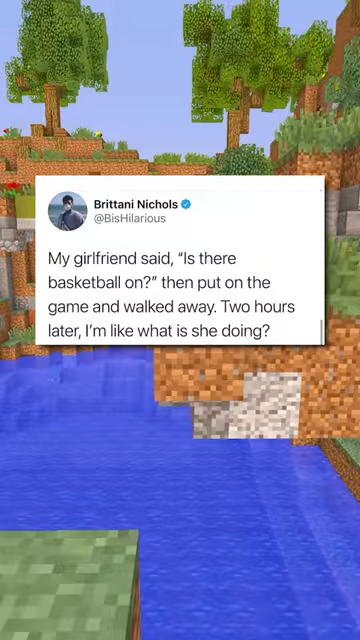 Brittani Nichols
@BisHilarious
My girlfriend said, “Is there
basketball on?” then put on the
game and walked away. Two hours
later, I’m like what is she doing?